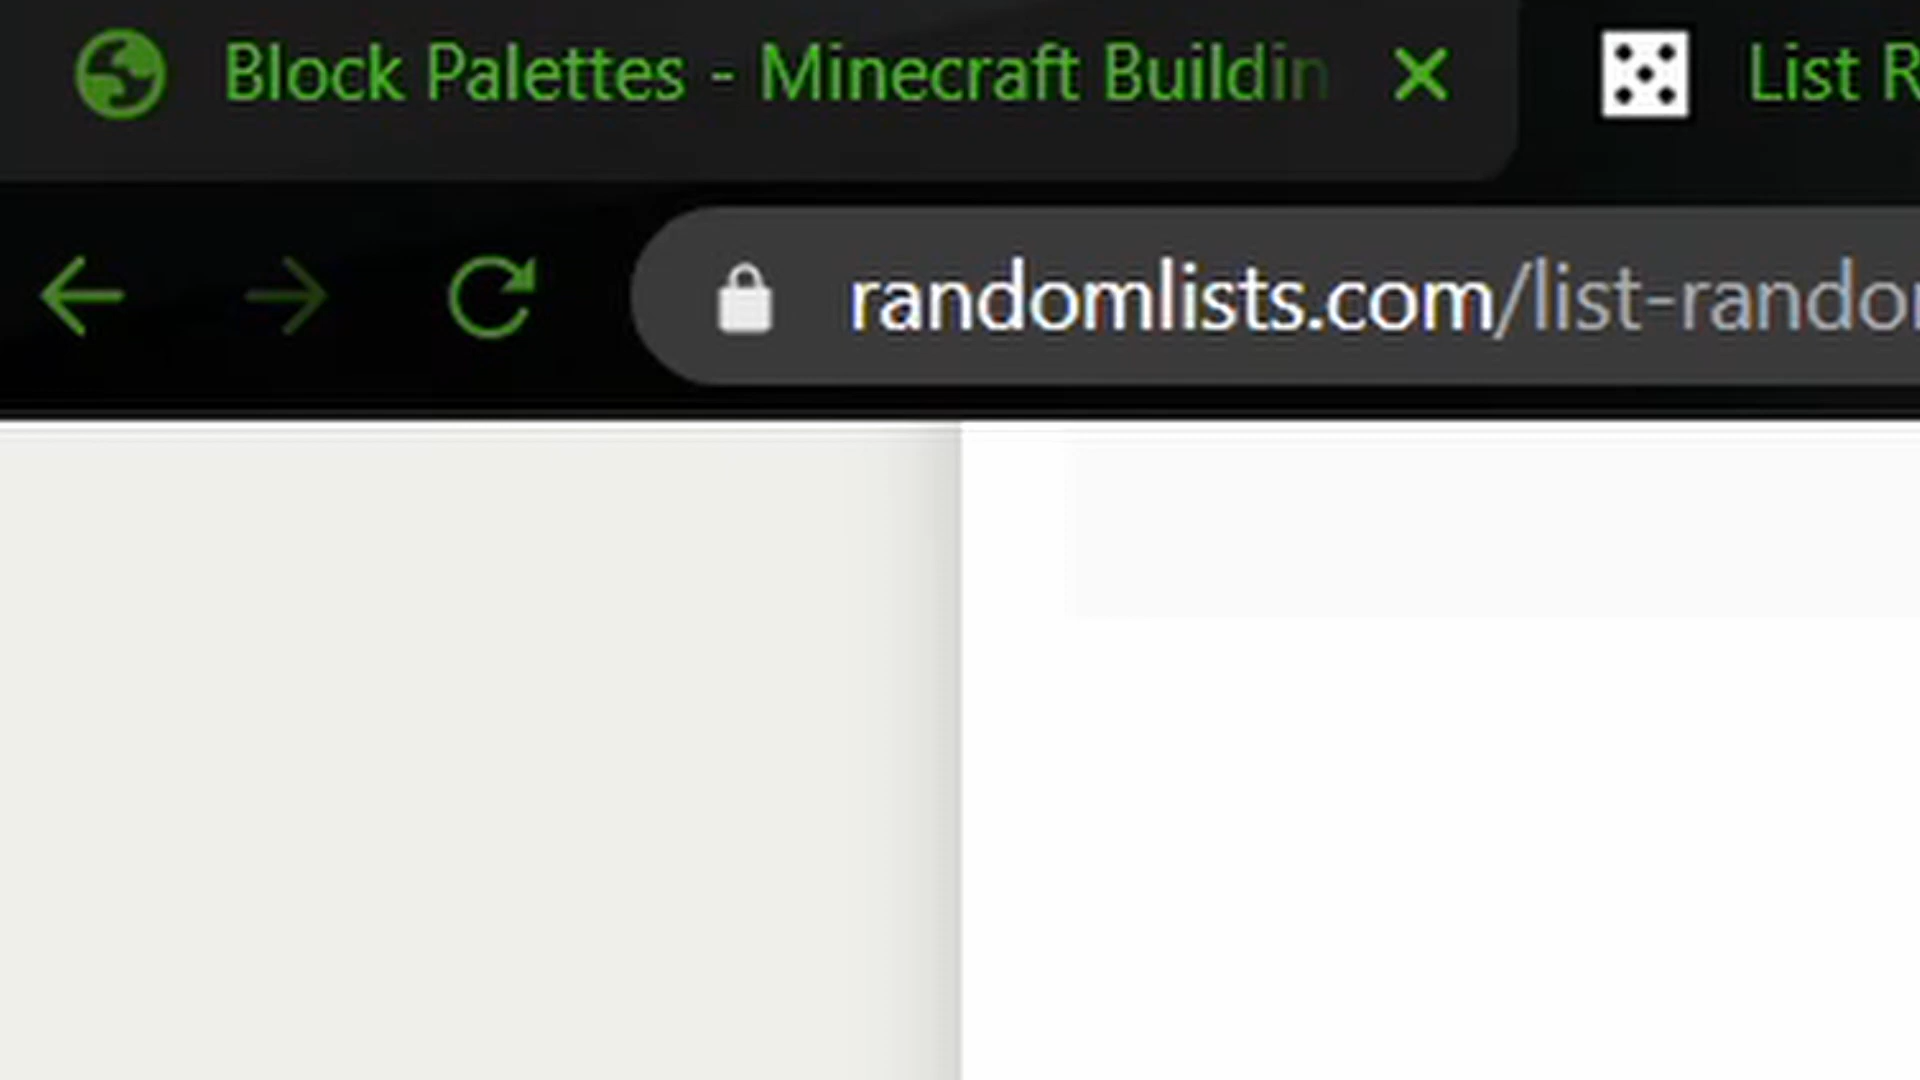 Block Palettes - Minecraft Buildin
List R
randomlists.com/list-rando